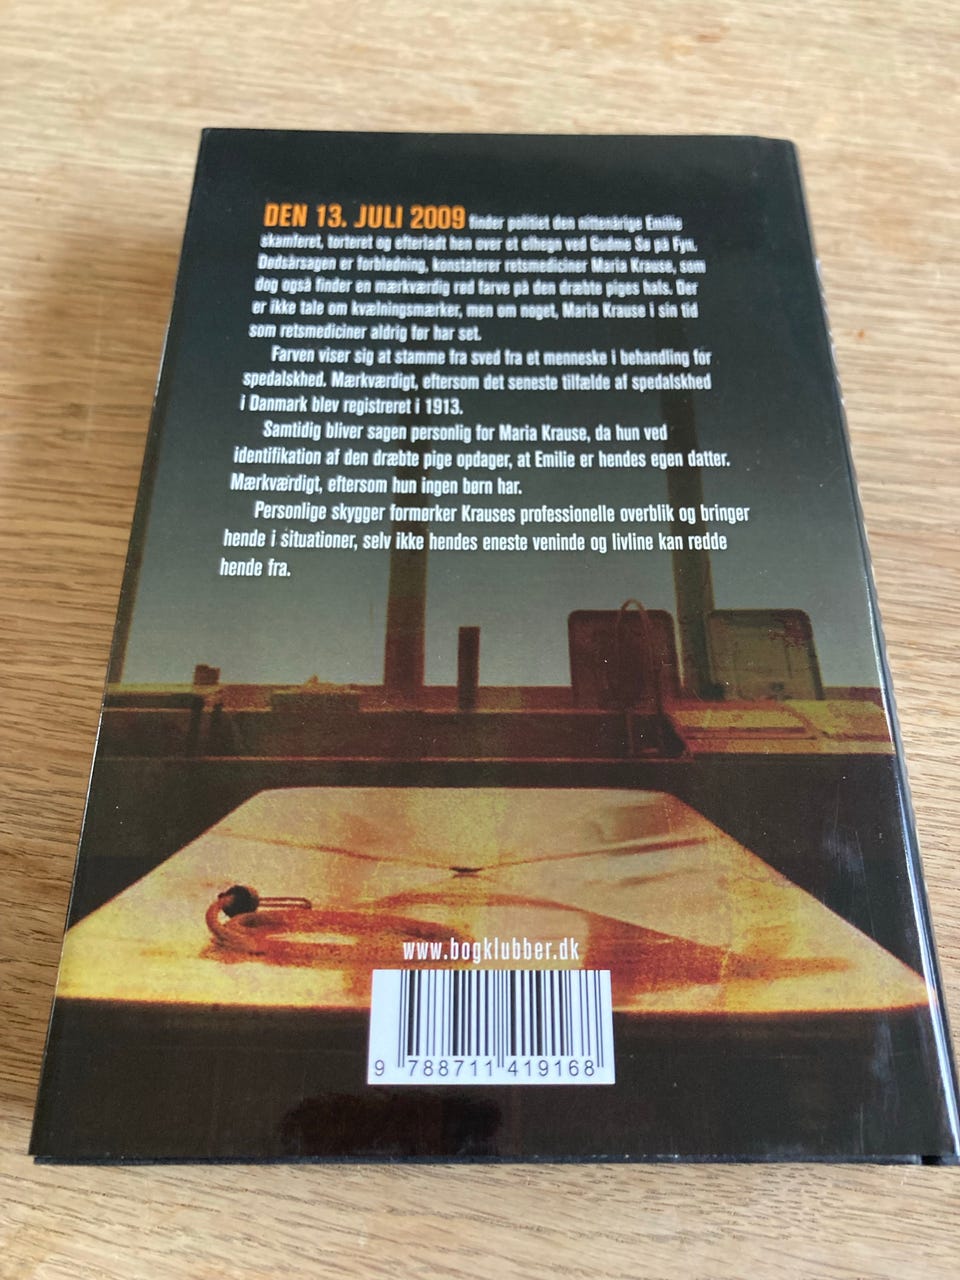 DEN 13. JULI 2009 finder politiet den nittenårige Emilie
skamferet, torteret og efterladt hen over et elhegn ved Gudme Sø på Fyn.
Dødsårsagen er forblødning, konstaterer retsmediciner Maria Krause, som
dog også finder en mærkværdig rød farve på den dræbte piges hals. Der
er ikke tale om kvælningsmærker, men om noget, Maria Krause i sin tid
som retsmediciner aldrig før har set.
Farven viser sig at stamme fra sved fra et menneske i behandling for
spedalskhed. Mærkværdigt, eftersom det seneste tilfælde af spedalskhed
i Danmark blev registreret i 1913.
Samtidig bliver sagen personlig for Maria Krause, da hun ved
identifikation af den dræbte pige opdager, at Emilie er hendes egen datter.
Mærkværdigt, eftersom hun ingen børn har.
Personlige skygger formørker Krauses professionelle overblik og bringer
hende i situationer, selv ikke hendes eneste veninde og livline kan redde
hende fra.
www.bogklubber.dk
9 788711 419168